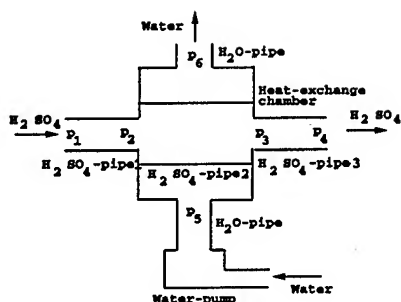 Water
H2O-pipe
P6
Heat-exchange
chamber
H2 SO4
H2 SO4
P1
P2
P3
P4
H2 SO4-pipe1
H2 SO4-pipe2
H2 SO4-pipe3
P5
H2O-pipe
Water
Water-pump